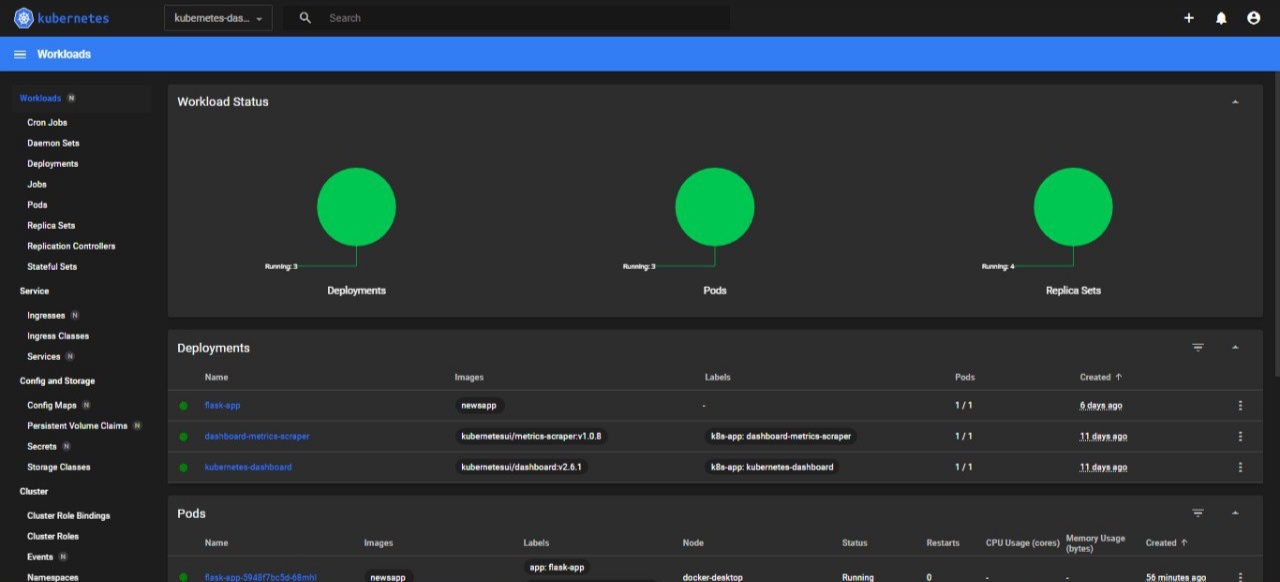 kubernetes
kubernetes-das...
Search
Workloads
Workloads N
Cron Jobs
Daemon Sets
Deployments
Jobs
Pods
Replica Sets
Replication Controllers
Stateful Sets
Service
Ingresses N
Ingress Classes
Services N
Config and Storage
Config Maps N
Persistent Volume Claims N
Secrets N
Storage Classes
Cluster
Cluster Role Bindings
Cluster Roles
Events N
Namespaces
Workload Status
Running: 3
Deployments
Running: 3
Pods
Running: 4
Replica Sets
Deployments
Name Images Labels Pods Created ↑
flask-app newsapp - 1 / 1 6 days ago
dashboard-metrics-scraper kubernetesui/metrics-scraper:v1.0.8 k8s-app: dashboard-metrics-scraper 1 / 1 11 days ago
kubernetes-dashboard kubernetesui/dashboard:v2.6.1 k8s-app: kubernetes-dashboard 1 / 1 11 days ago
Pods
Name Images Labels Node Status Restarts CPU Usage (cores) Memory Usage (bytes) Created ↑
app: flask-app
flask-app-5948f7bc5d-68mhl newsapp docker-desktop Running 0 - - 56 minutes ago